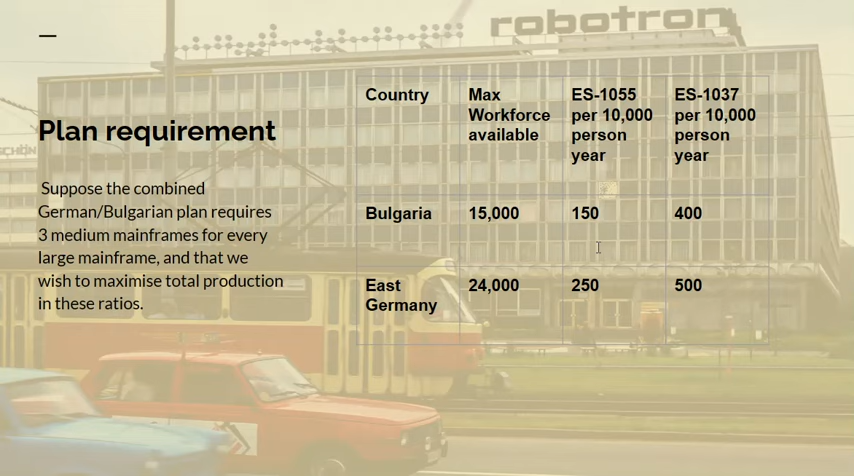 robotron
Plan requirement
Suppose the combined
German/Bulgarian plan requires
3 medium mainframes for every
large mainframe, and that we
wish to maximise total production
in these ratios.
Country
Max
Workforce
available
ES-1055
per 10,000
person
year
ES-1037
per 10,000
person
year
Bulgaria
15,000
150
400
East
Germany
24,000
250
500